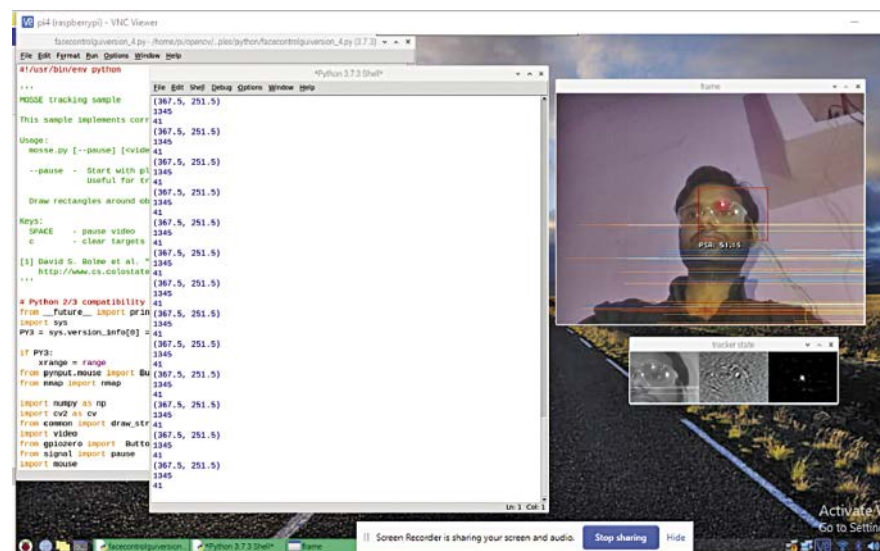 pi4 (raspberrypi) - VNC Viewer
facecontrolguiversion_4.py - /home/pi/opencv/...ples/python/facecontrolguiversion_4.py (3.7.3)
File Edit Format Run Options Window Help
#!/usr/bin/env python
'''
MOSSE tracking sample
This sample implements corr
Usage:
mosse.py [--pause] [<vide
--pause - Start with pl
Useful for tr
Draw rectangles around ob
Keys:
SPACE - pause video
c - clear targets
[1] David S. Bolme et al. "
http://www.cs.colostate
'''
# Python 2/3 compatibility
from __future__ import prin
import sys
PY3 = sys.version_info[0] =
if PY3:
xrange = range
from pynput.mouse import Bu
from nmap import nmap
import numpy as np
import cv2 as cv
from common import draw_str
import video
from gpiozero import Butto
from signal import pause
import mouse
*Python 3.7.3 Shell*
File Edit Shell Debug Options Window Help
(367.5, 251.5)
1345
41
(367.5, 251.5)
1345
41
(367.5, 251.5)
1345
41
(367.5, 251.5)
1345
41
(367.5, 251.5)
1345
41
(367.5, 251.5)
1345
41
(367.5, 251.5)
1345
41
(367.5, 251.5)
1345
41
(367.5, 251.5)
1345
41
(367.5, 251.5)
1345
41
(367.5, 251.5)
1345
41
(367.5, 251.5)
1345
41
(367.5, 251.5)
1345
41
Ln: 1 Col: 1
frame
tracker state
Activate
Go to Settin
facecontrolguiversion...
*Python 3.7.3 Shell*
frame
Screen Recorder is sharing your screen and audio.
Stop sharing
Hide